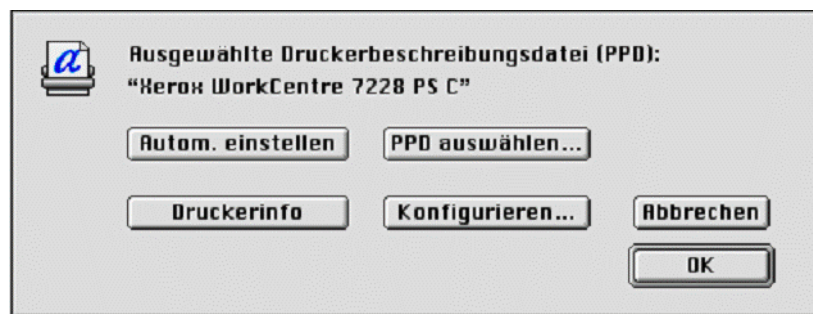 Ausgewählte Druckerbeschreibungsdatei (PPD):
“Xerox WorkCentre 7228 PS C”
Autom. einstellen
PPD auswählen...
Druckerinfo
Konfigurieren...
Abbrechen
OK